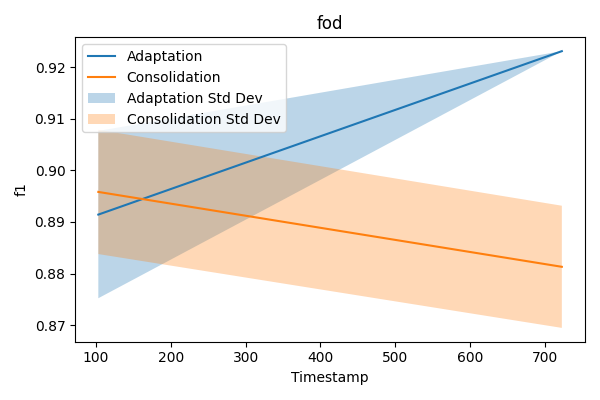 fod
Adaptation
Consolidation
Adaptation Std Dev
Consolidation Std Dev
0.92
0.91
0.90
0.89
0.88
0.87
f1
100 200 300 400 500 600 700
Timestamp